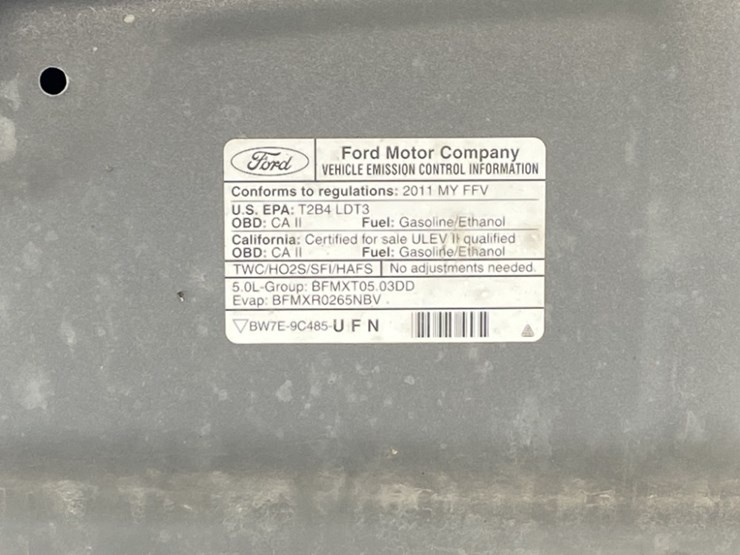 Ford
Ford Motor Company
VEHICLE EMISSION CONTROL INFORMATION
Conforms to regulations: 2011 MY FFV
U.S. EPA: T2B4 LDT3
OBD: CA II Fuel: Gasoline/Ethanol
California: Certified for sale ULEV II qualified
OBD: CA II Fuel: Gasoline/Ethanol
TWC/HO2S/SFI/HAFS No adjustments needed.
5.0L-Group: BFMXT05.03DD
Evap: BFMXR0265NBV
BW7E-9C485-U F N